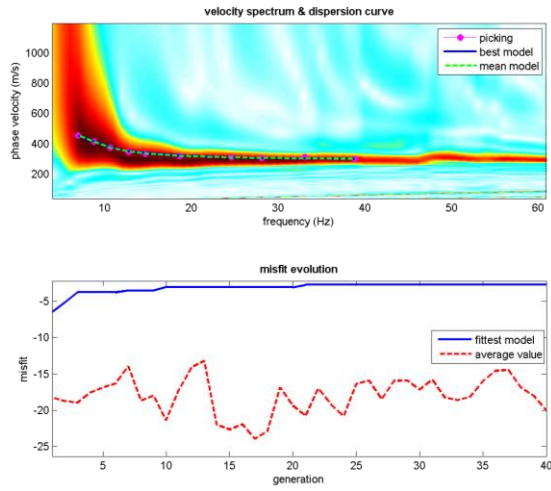 velocity spectrum & dispersion curve
1000
800
600
400
200
phase velocity (m/s)
picking
best model
mean model
10
20
30
40
50
60
frequency (Hz)
misfit evolution
-5
-10
-15
-20
-25
misfit
fittest model
average value
5
10
15
20
25
30
35
40
generation